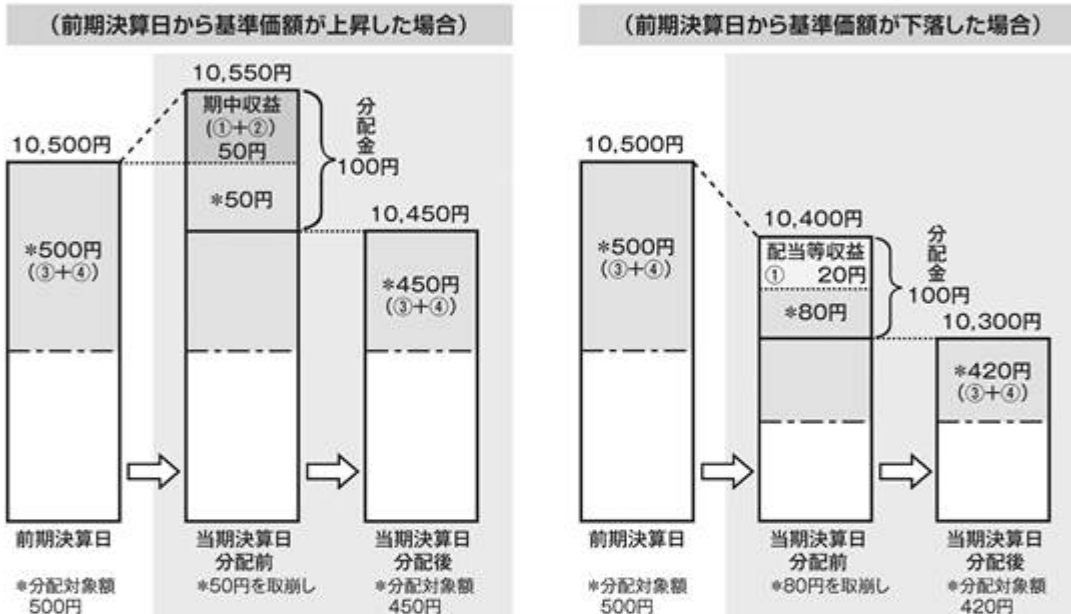 （前期決算日から基準価額が上昇した場合）
10,550円
期中収益
(①＋②)
50円
分配金
100円
10,500円
＊50円
10,450円
＊500円
(③＋④)
＊450円
(③＋④)
前期決算日
当期決算日
分配前
当期決算日
分配後
＊分配対象額
500円
＊50円を取崩し
＊分配対象額
450円
（前期決算日から基準価額が下落した場合）
10,500円
10,400円
配当等収益
① 20円
分配金
100円
＊500円
(③＋④)
＊80円
10,300円
＊420円
(③＋④)
前期決算日
当期決算日
分配前
当期決算日
分配後
＊分配対象額
500円
＊80円を取崩し
＊分配対象額
420円